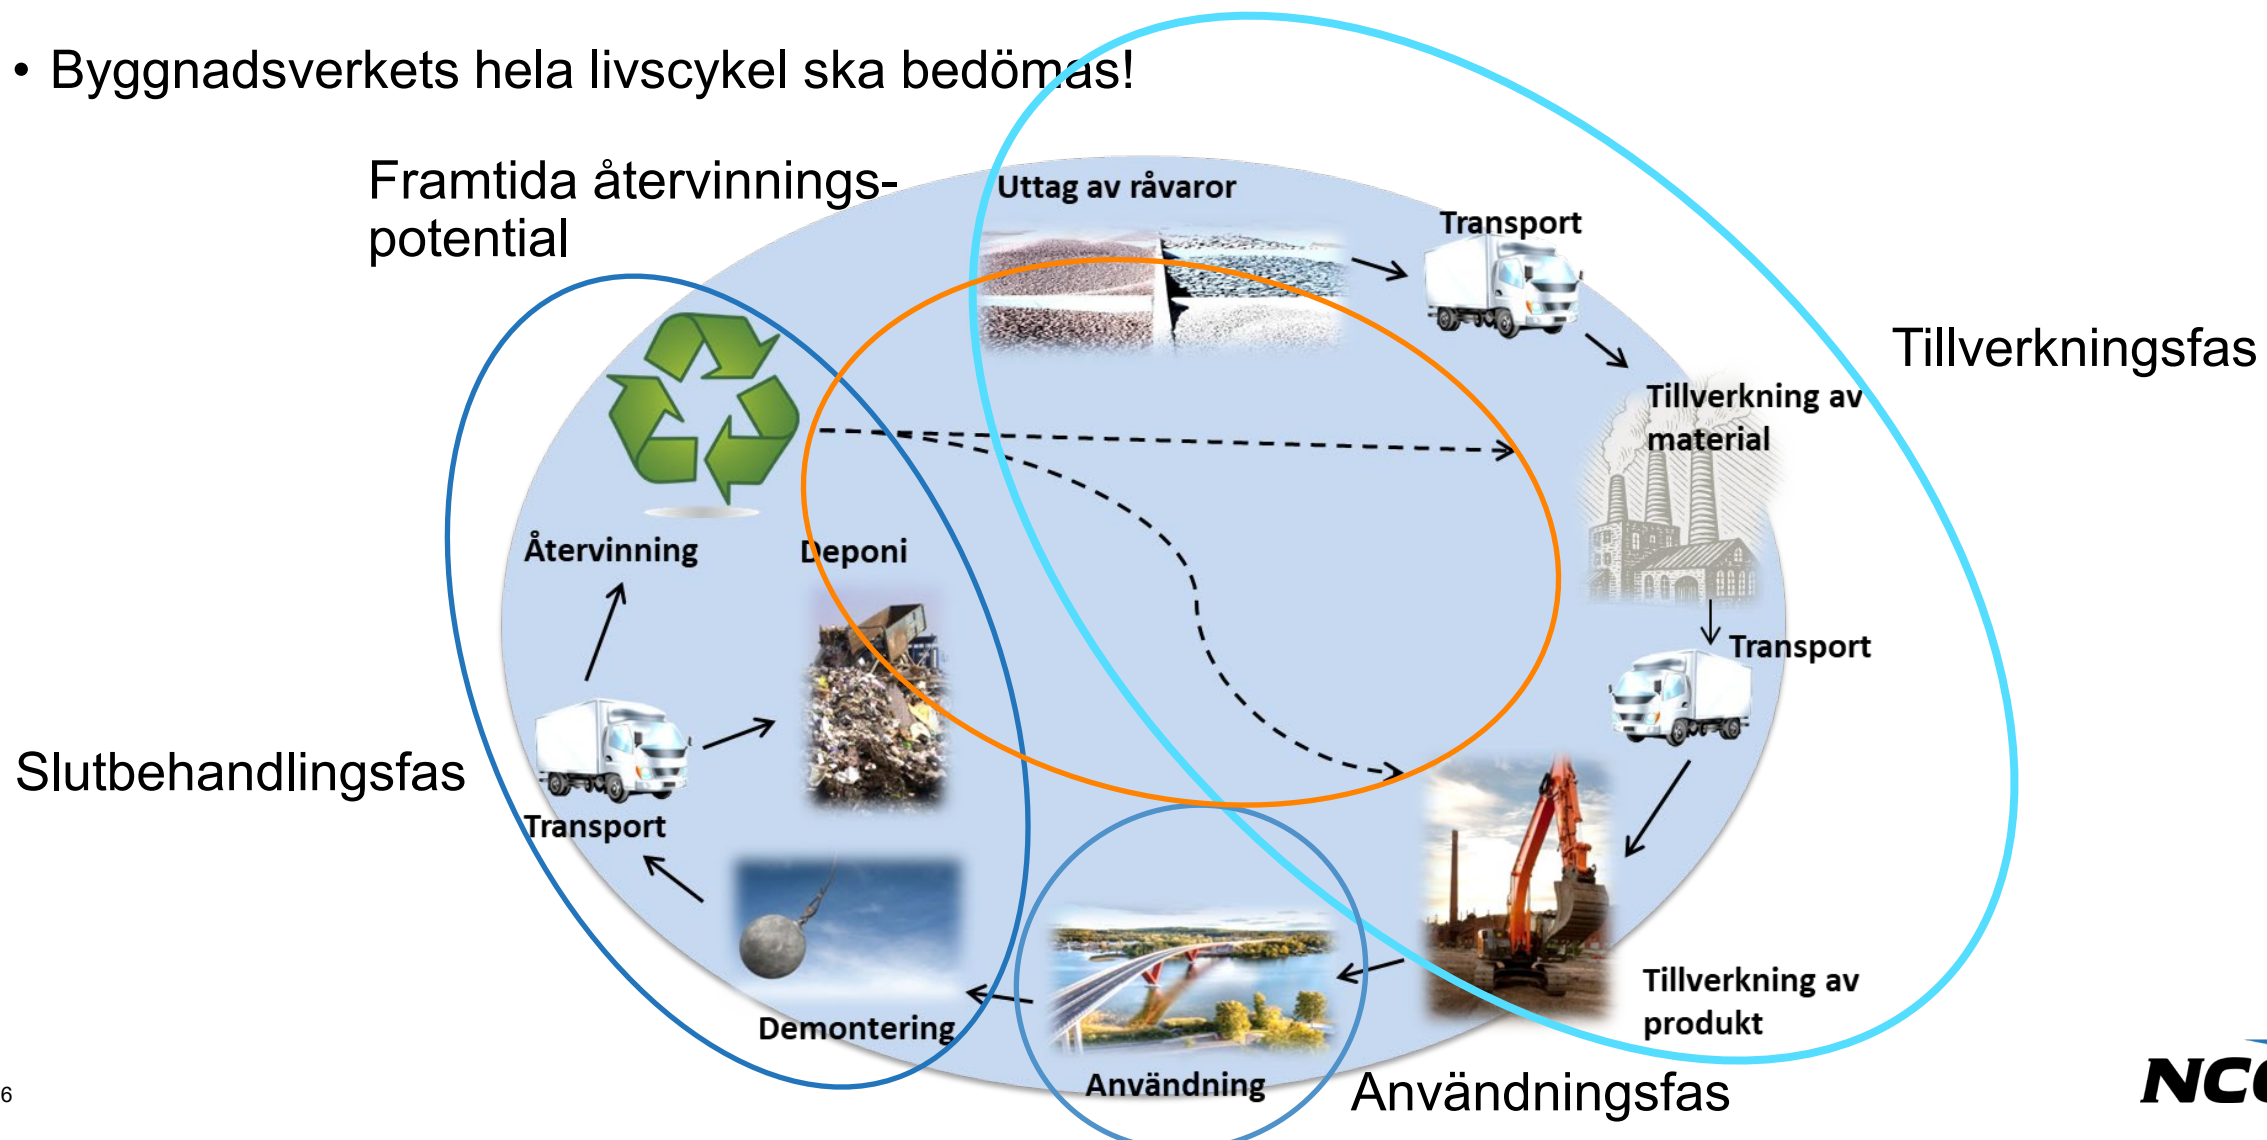 • Byggnadsverkets hela livscykel ska bedömas!
Framtida återvinnings-
potential
Uttag av råvaror
Transport
Tillverkningsfas
Tillverkning av
material
Återvinning
Deponi
Transport
Slutbehandlingsfas
Transport
Tillverkning av
produkt
Demontering
Användning
Användningsfas
6
NCC